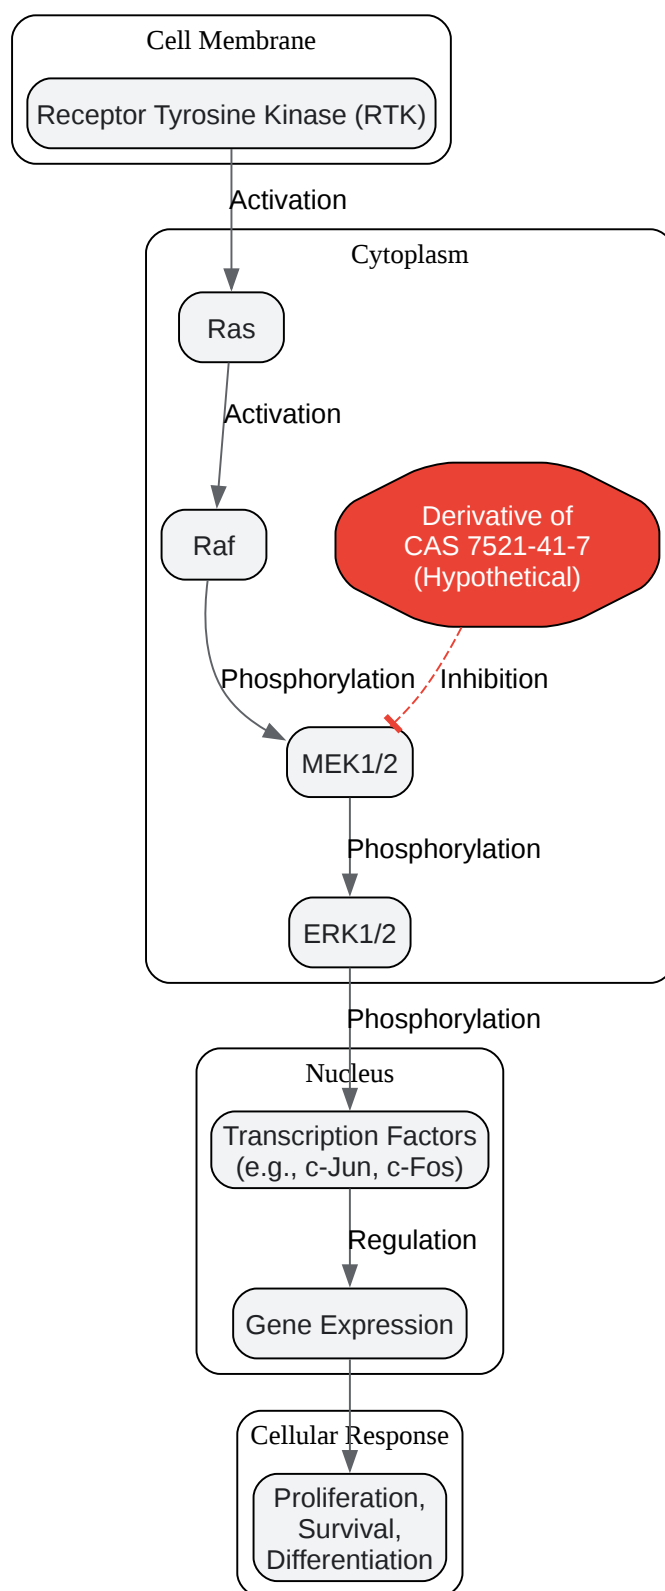 Cell Membrane
Receptor Tyrosine Kinase (RTK)
Activation
Cytoplasm
Ras
Activation
Raf
Derivative of
CAS 7521-41-7
(Hypothetical)
Phosphorylation
Inhibition
MEK1/2
Phosphorylation
ERK1/2
Phosphorylation
Nucleus
Transcription Factors
(e.g., c-Jun, c-Fos)
Regulation
Gene Expression
Cellular Response
Proliferation,
Survival,
Differentiation